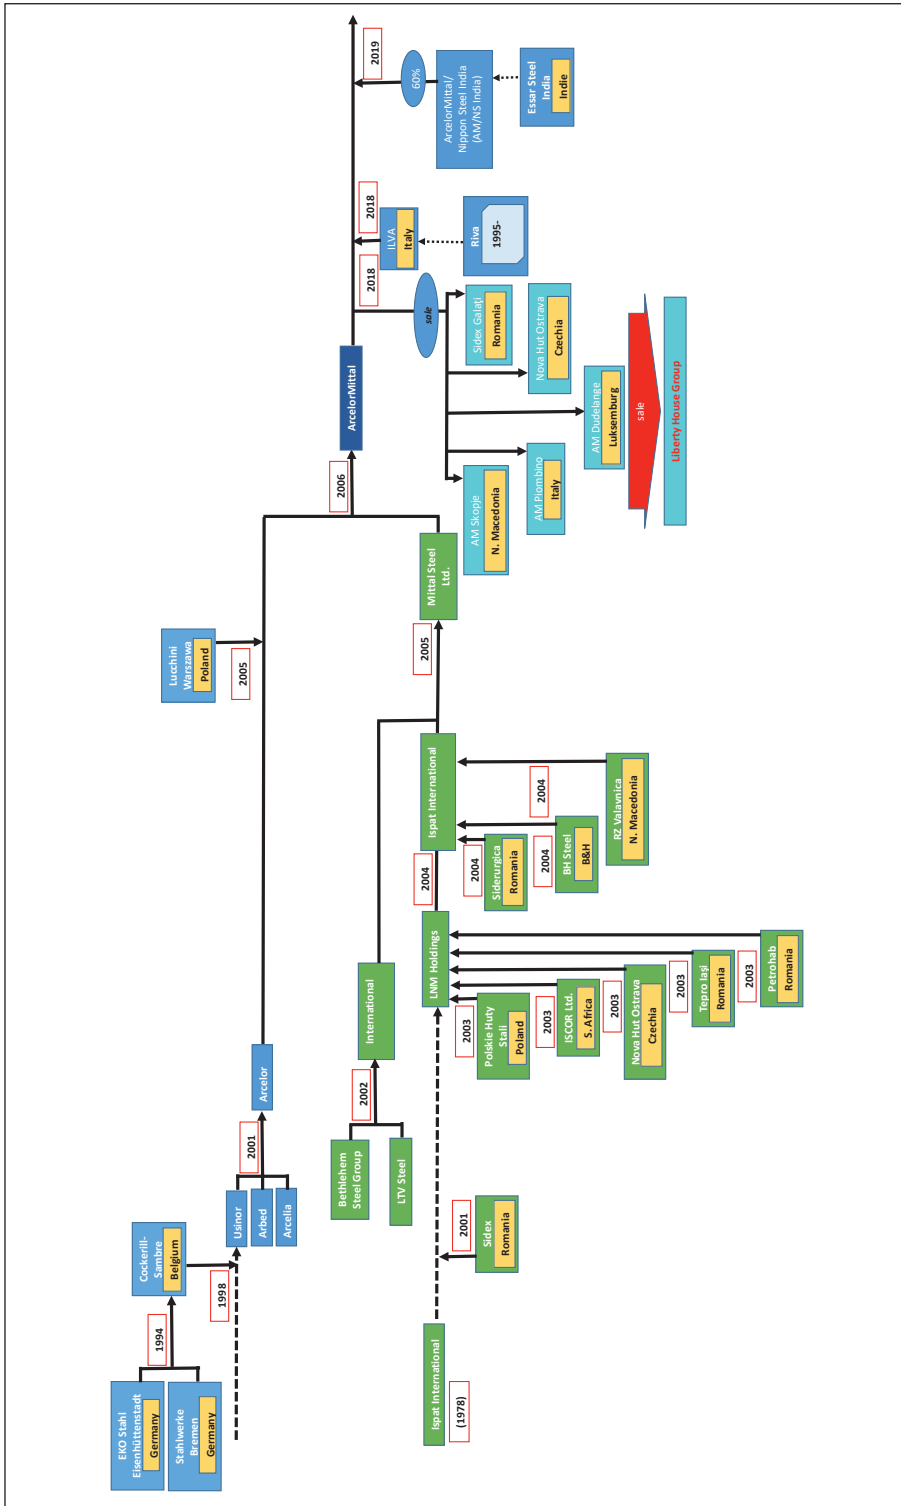 EKO Stahl
Eisenhüttenstadt
Germany
Stahlwerke
Bremen
Germany
1994
Cockerill-
Sambre
Belgium
1998
Usinor
Arbed
Arcelia
2001
Arcelor
Lucchini
Warszawa
Poland
2005
Bethlehem
Steel Group
LTV Steel
2002
International
Ispat International
(1978)
Sidex
Romania
2001
LNM Holdings
2003
Polskie Huty
Stali
Poland
2003
ISCOR Ltd.
S. Africa
2003
Nova Hut Ostrava
Czechia
2003
Tepro Iași
Romania
2003
Petrohab
Romania
2004
Ispat International
2004
Siderurgica
Romania
2004
BH Steel
B&H
2004
RZ Valavnica
N. Macedonia
2005
Mittal Steel
Ltd.
2006
ArcelorMittal
2018
sale
AM Skopje
N. Macedonia
AM Piombino
Italy
AM Dudelange
Luksemburg
Nova Hut Ostrava
Czechia
Sidex Galați
Romania
sale
Liberty House Group
2018
ILVA
Italy
Riva
1995-
2019
60%
ArcelorMittal/
Nippon Steel India
(AM/NS India)
Essar Steel
India
Indie